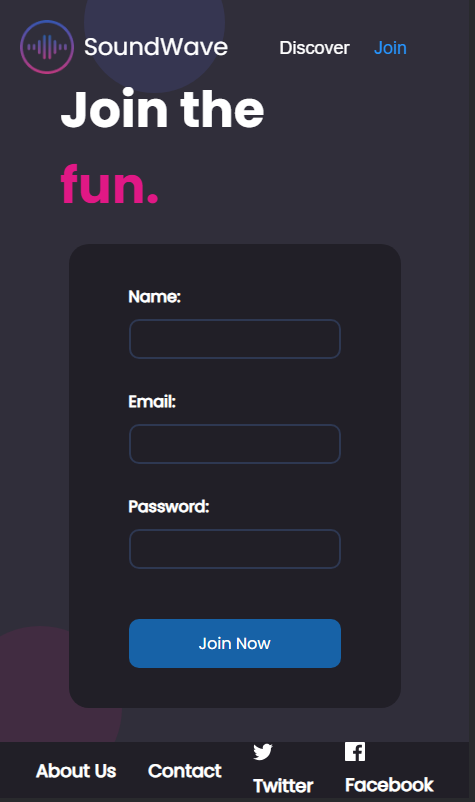 SoundWave Discover Join
Join the
fun.
Name:
Email:
Password:
Join Now
About Us Contact Twitter Facebook